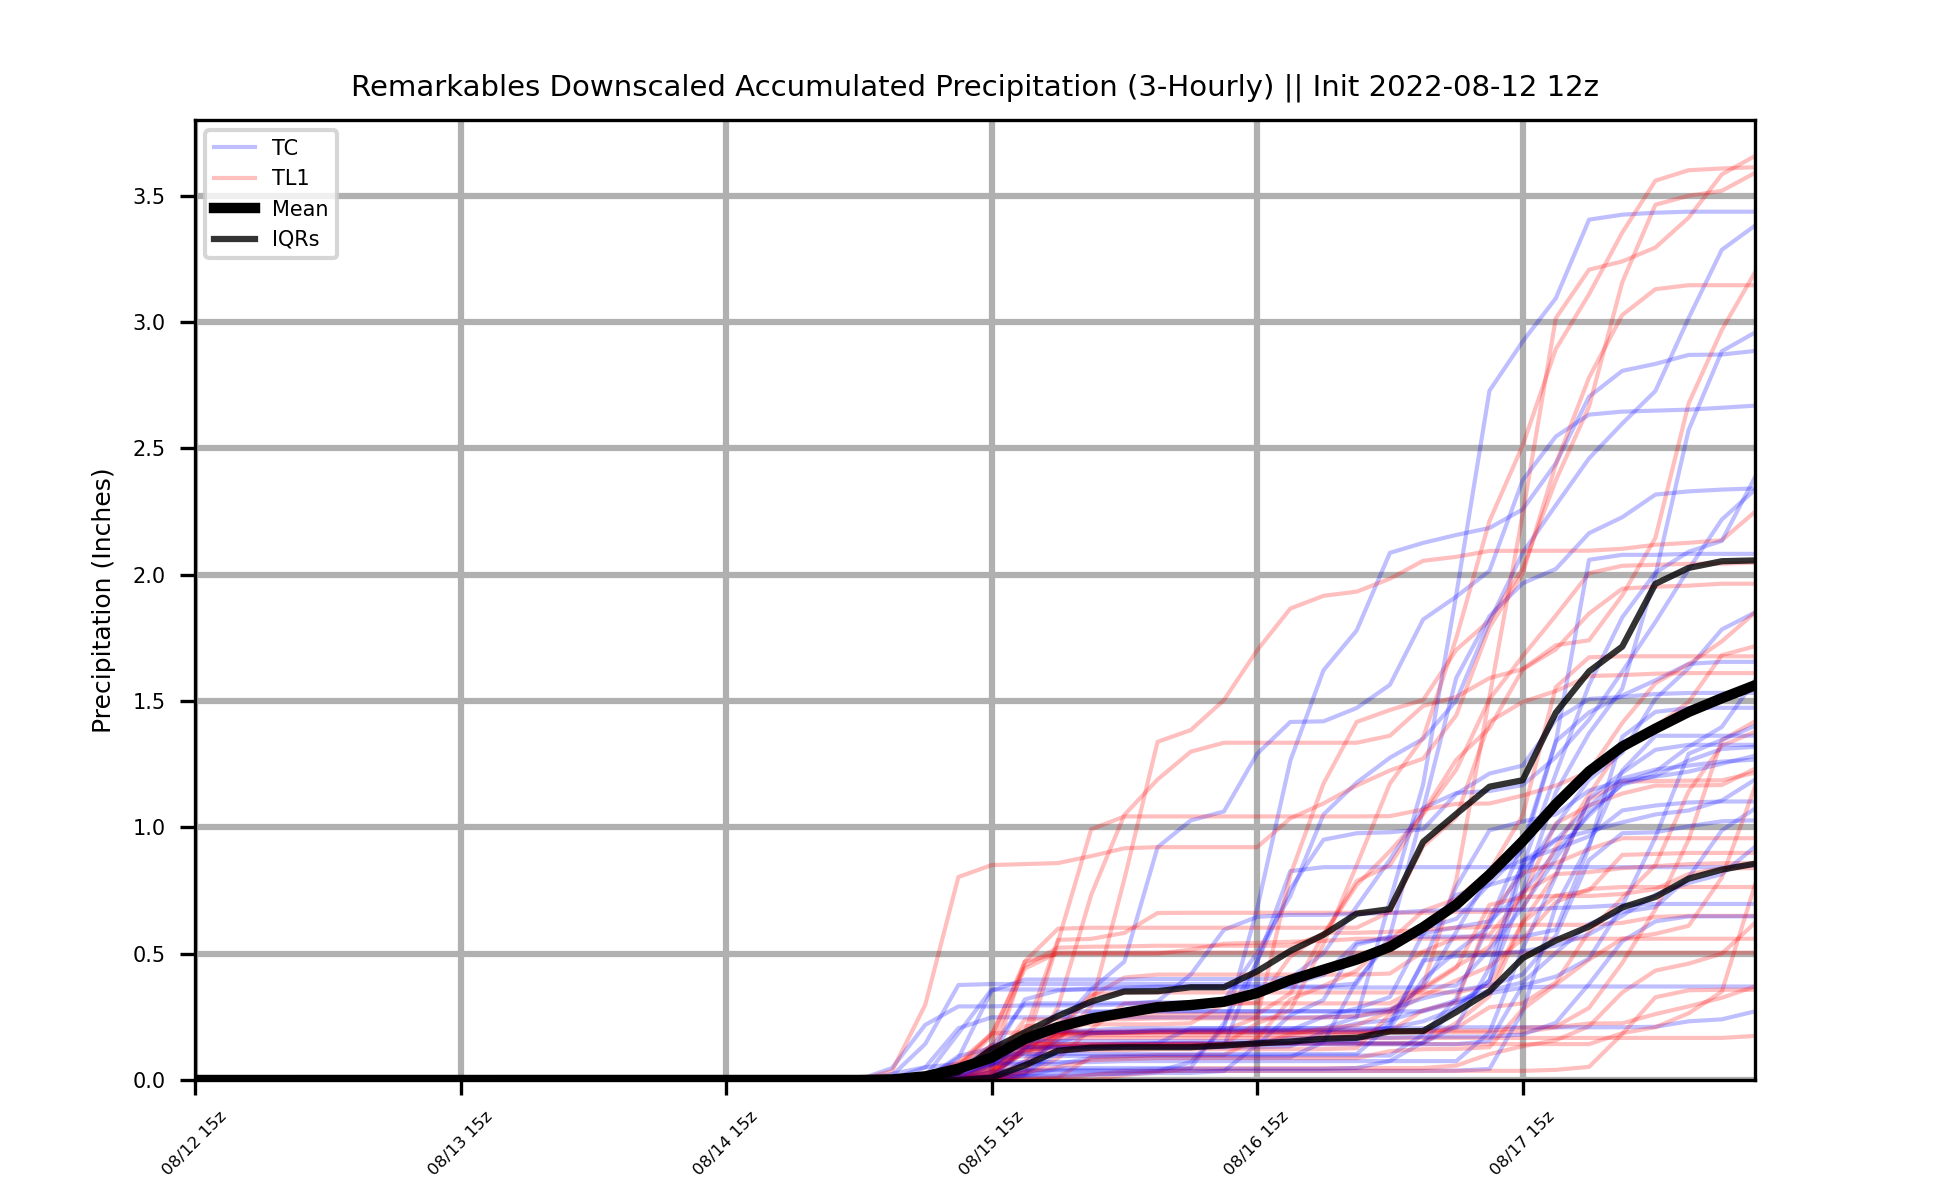 Remarkables Downscaled Accumulated Precipitation (3-Hourly) || Init 2022-08-12 12z
TC
TL1
Mean
IQRs
Precipitation (Inches)
3.5
3.0
2.5
2.0
1.5
1.0
0.5
0.0
08/12 15z
08/13 15z
08/14 15z
08/15 15z
08/16 15z
08/17 15z